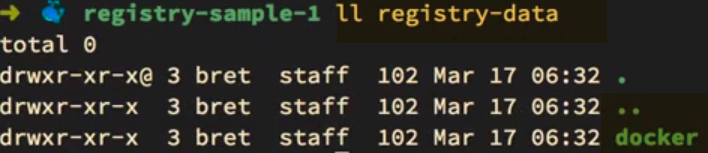 → 🐳 registry-sample-1 ll registry-data
total 0
drwxr-xr-x@ 3 bret  staff  102 Mar 17 06:32 .
drwxr-xr-x  3 bret  staff  102 Mar 17 06:32 ..
drwxr-xr-x  3 bret  staff  102 Mar 17 06:32 docker